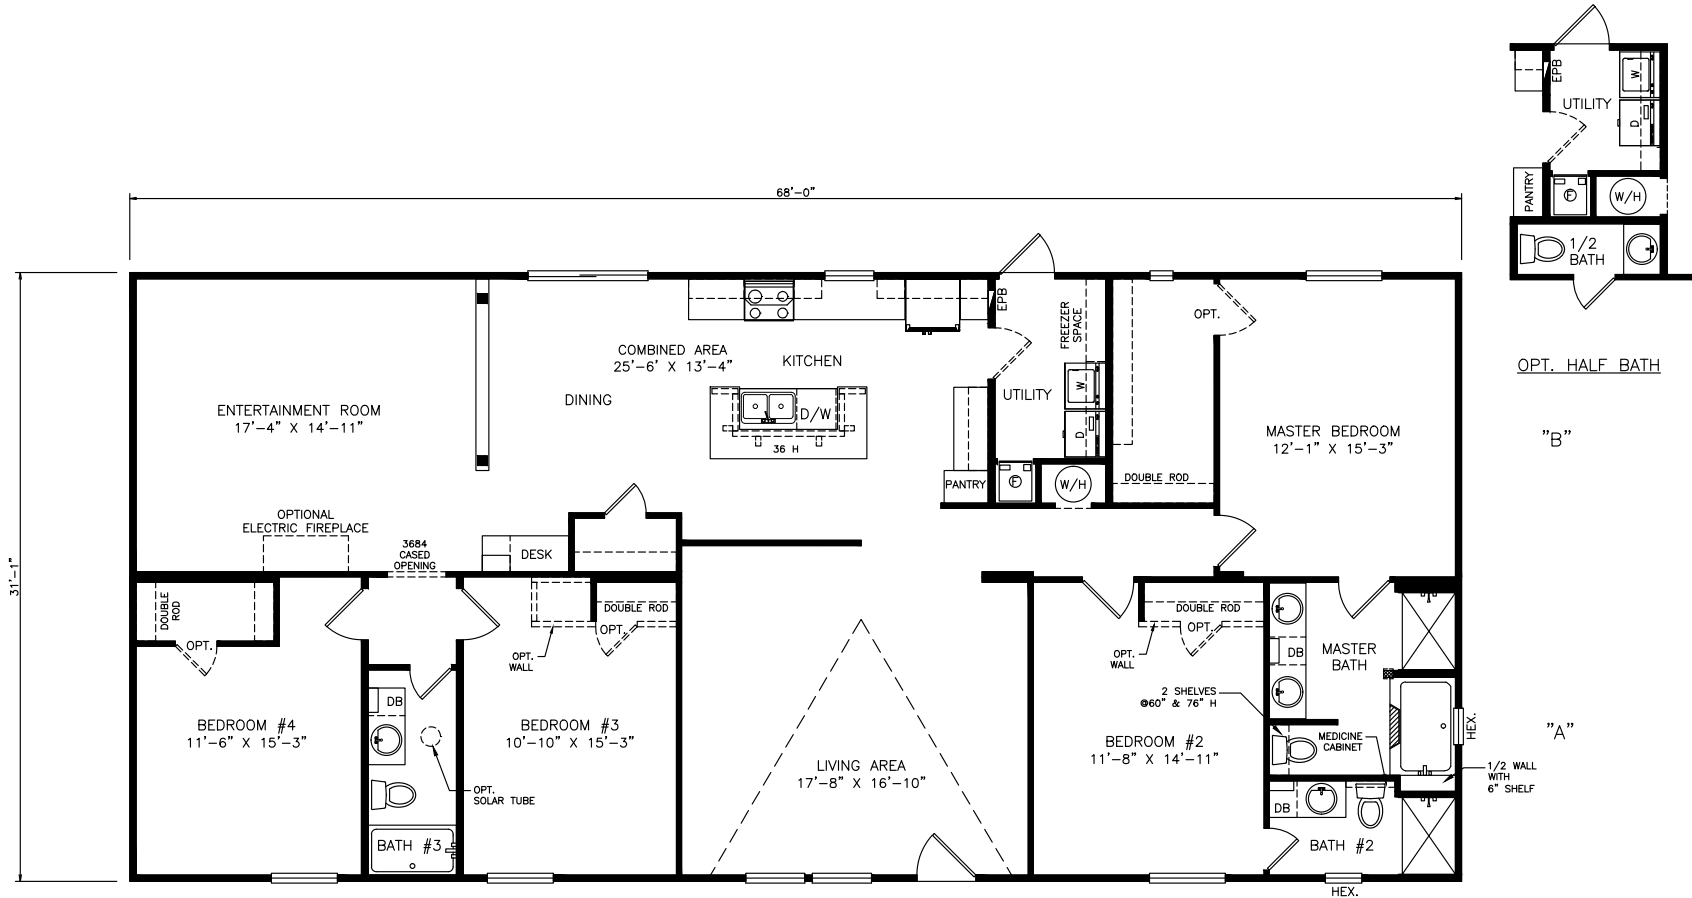 EPB
W
UTILITY
D
PANTRY
F
W/H
1/2
BATH
OPT. HALF BATH
"B"
"A"
68'-0"
31'-1"
ENTERTAINMENT ROOM
17'-4" X 14'-11"
OPTIONAL
ELECTRIC FIREPLACE
3684
CASED
OPENING
DESK
DINING
COMBINED AREA
25'-6' X 13'-4"
KITCHEN
D/W
36 H
PANTRY
EPB
FREEZER
SPACE
UTILITY
W
D
F
W/H
OPT.
DOUBLE ROD
MASTER BEDROOM
12'-1" X 15'-3"
DOUBLE
ROD
OPT.
BEDROOM #4
11'-6" X 15'-3"
DB
OPT.
SOLAR TUBE
BATH #3
DOUBLE ROD
OPT.
OPT.
WALL
BEDROOM #3
10'-10" X 15'-3"
LIVING AREA
17'-8" X 16'-10"
DOUBLE ROD
OPT.
OPT.
WALL
2 SHELVES
@60" & 76" H
BEDROOM #2
11'-8" X 14'-11"
DB
MASTER
BATH
MEDICINE
CABINET
HEX.
1/2 WALL
WITH
6" SHELF
DB
BATH #2
HEX.